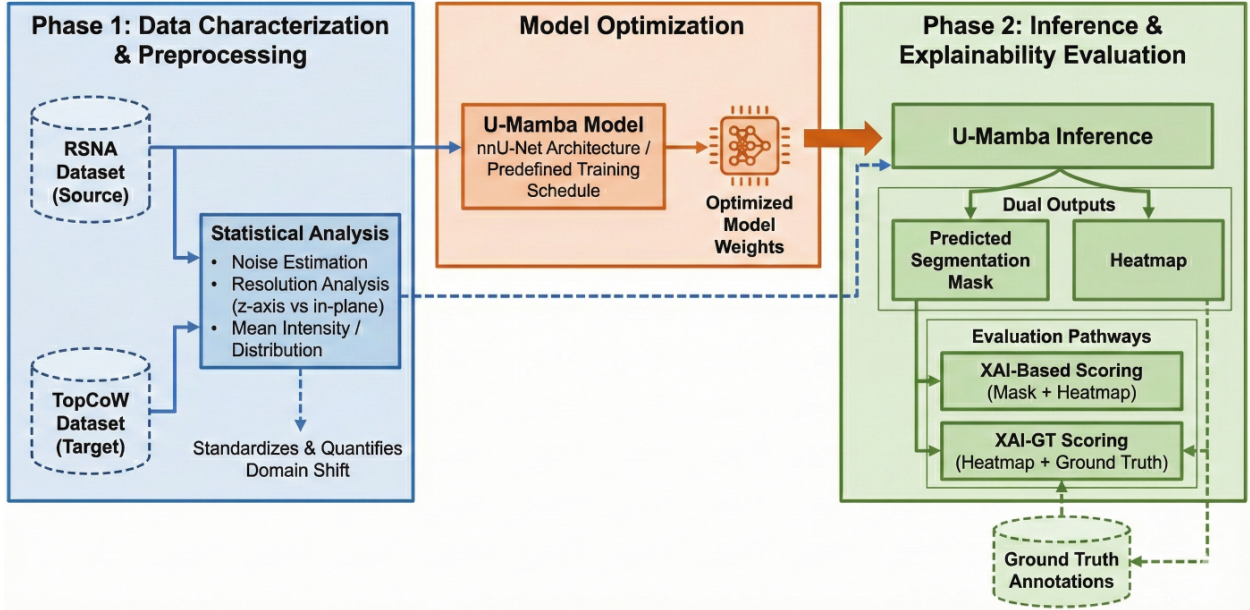 Phase 1: Data Characterization
& Preprocessing
RSNA
Dataset
(Source)
Statistical Analysis
• Noise Estimation
• Resolution Analysis
(z-axis vs in-plane)
• Mean Intensity /
Distribution
TopCoW
Dataset
(Target)
Standardizes & Quantifies
Domain Shift
Model Optimization
U-Mamba Model
nnU-Net Architecture /
Predefined Training
Schedule
Optimized
Model
Weights
Phase 2: Inference &
Explainability Evaluation
U-Mamba Inference
Dual Outputs
Predicted
Segmentation
Mask
Heatmap
Evaluation Pathways
XAI-Based Scoring
(Mask + Heatmap)
XAI-GT Scoring
(Heatmap + Ground Truth)
Ground Truth
Annotations